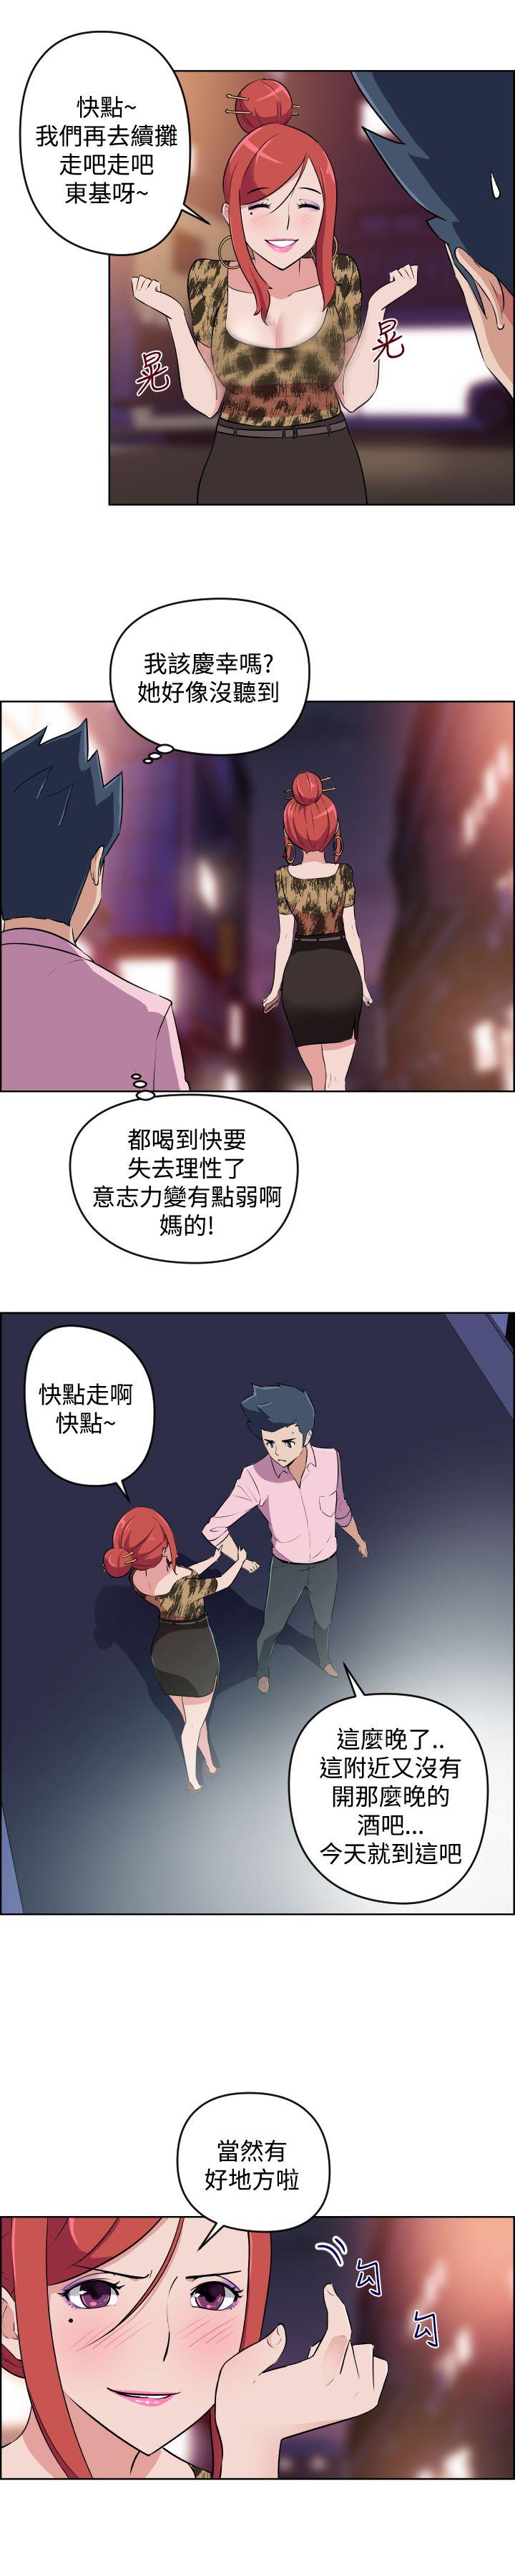 快點~
我們再去續攤
走吧走吧
東基呀~
晃
晃
我該慶幸嗎?
她好像沒聽到
都喝到快要
失去理性了
意志力變有點弱啊
媽的!
快點走啊
快點~
這麼晚了..
這附近又沒有
開那麼晚的
酒吧...
今天就到這吧
當然有
好地方啦
勾
勾